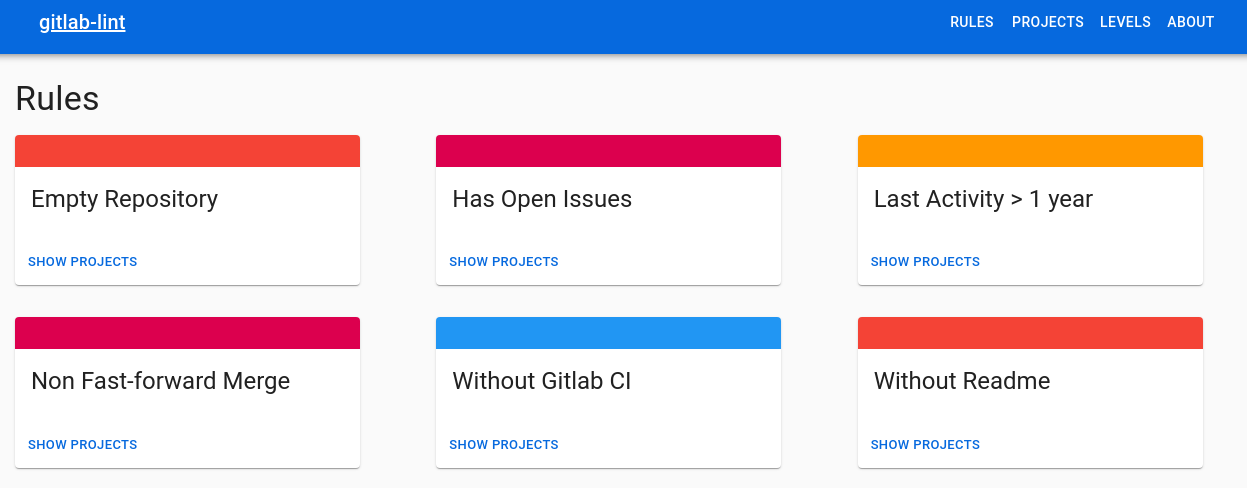 gitlab-lint
RULES PROJECTS LEVELS ABOUT
Rules
Empty Repository
SHOW PROJECTS
Has Open Issues
SHOW PROJECTS
Last Activity > 1 year
SHOW PROJECTS
Non Fast-forward Merge
SHOW PROJECTS
Without Gitlab CI
SHOW PROJECTS
Without Readme
SHOW PROJECTS